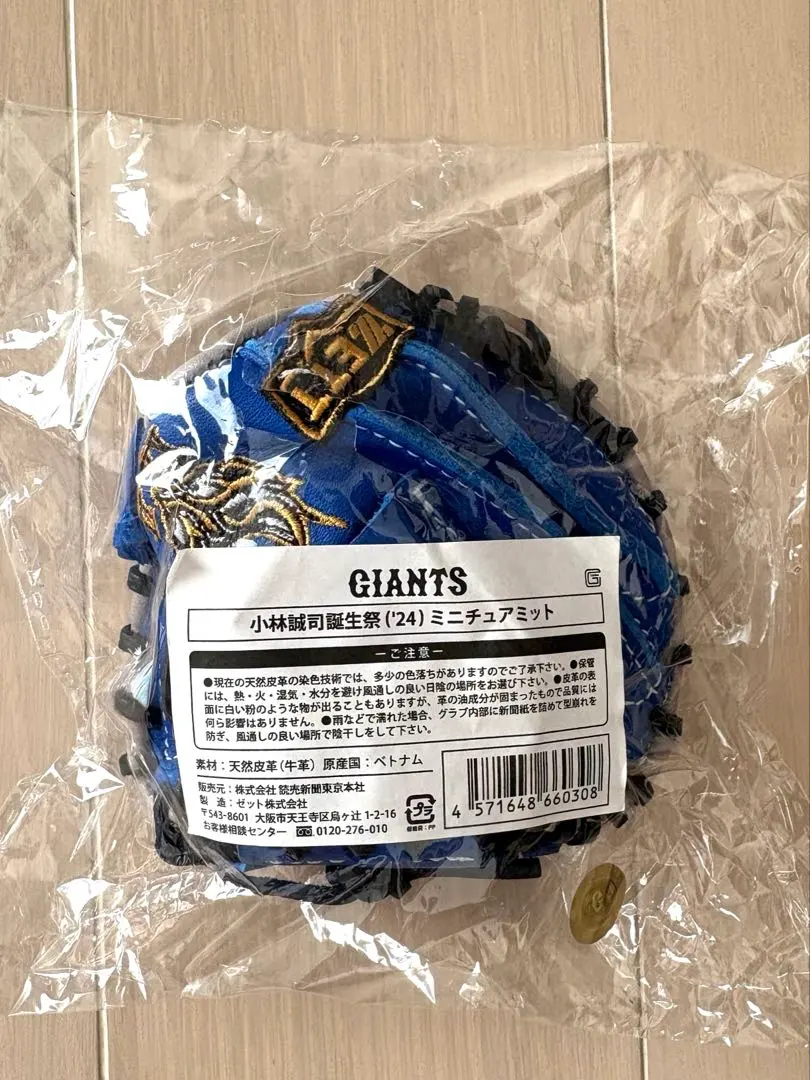 ZETT
GIANTS
G
小林誠司誕生祭('24)ミニチュアミット
ーご注意ー
●現在の天然皮革の染色技術では、多少の色落ちがありますのでご了承下さい。●保管
には、熱・火・湿気・水分を避け風通しの良い日陰の場所をお選び下さい。●皮革の表
面に白い粉のような物が出ることもありますが、革の油成分が固まったもので品質には
何ら影響はありません。●雨などで濡れた場合、グラブ内部に新聞紙を詰めて型崩れを
防ぎ、風通しの良い場所で陰干しをして下さい。
素材:天然皮革(牛革) 原産国:ベトナム
販売元:株式会社 読売新聞東京本社
製 造:ゼット株式会社
〒543-8601 大阪市天王寺区烏ヶ辻 1-2-16
お客様相談センター 0120-276-010
プラ
個包装:PP
4 571648 660308